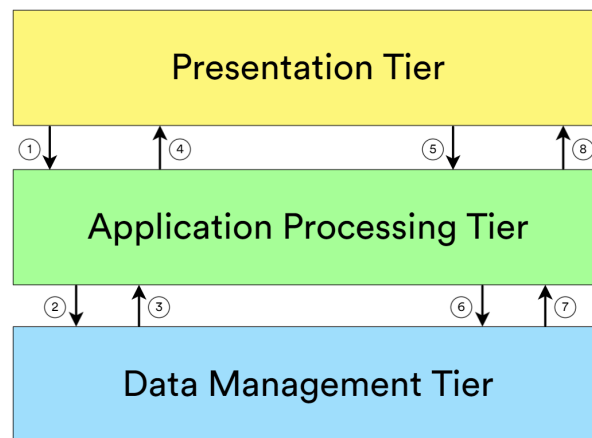 Presentation Tier
1 4 5 8
Application Processing Tier
2 3 6 7
Data Management Tier